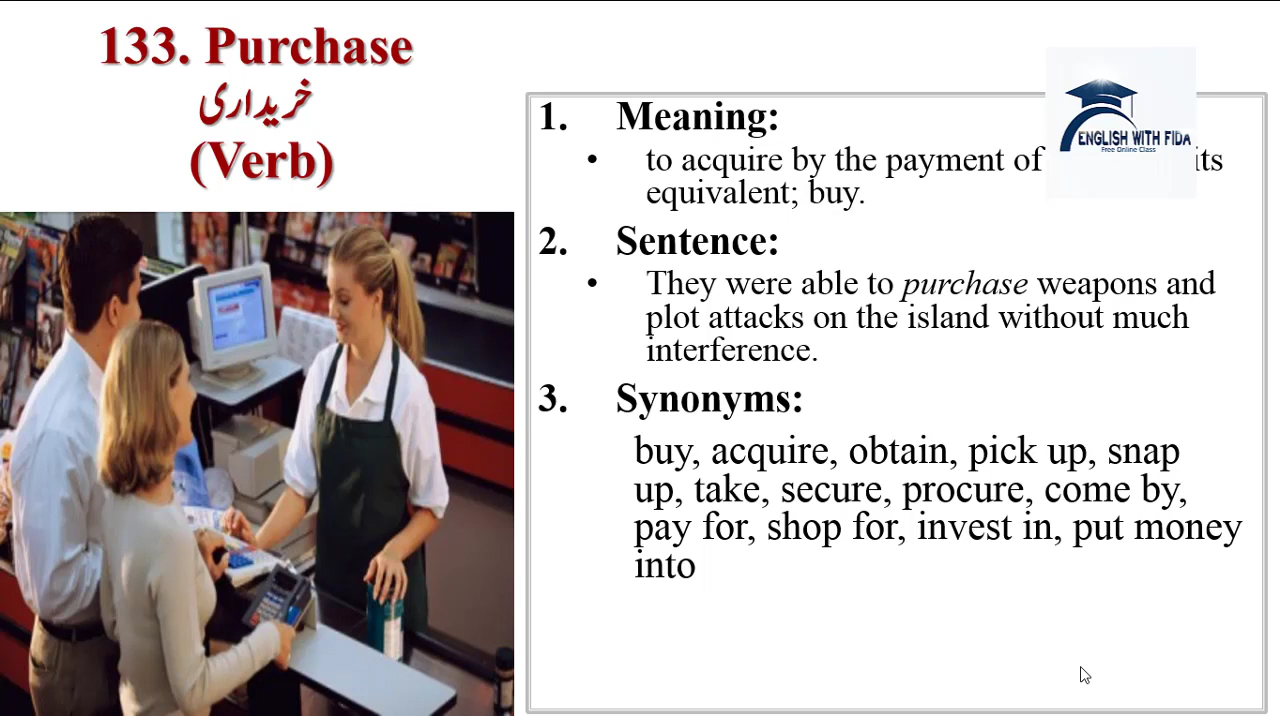 133. Purchase
خریداری
(Verb)
1. Meaning:
• to acquire by the payment of its
equivalent; buy.
2. Sentence:
• They were able to purchase weapons and
plot attacks on the island without much
interference.
3. Synonyms:
buy, acquire, obtain, pick up, snap
up, take, secure, procure, come by,
pay for, shop for, invest in, put money
into
ENGLISH WITH FIDA
Free Online Class